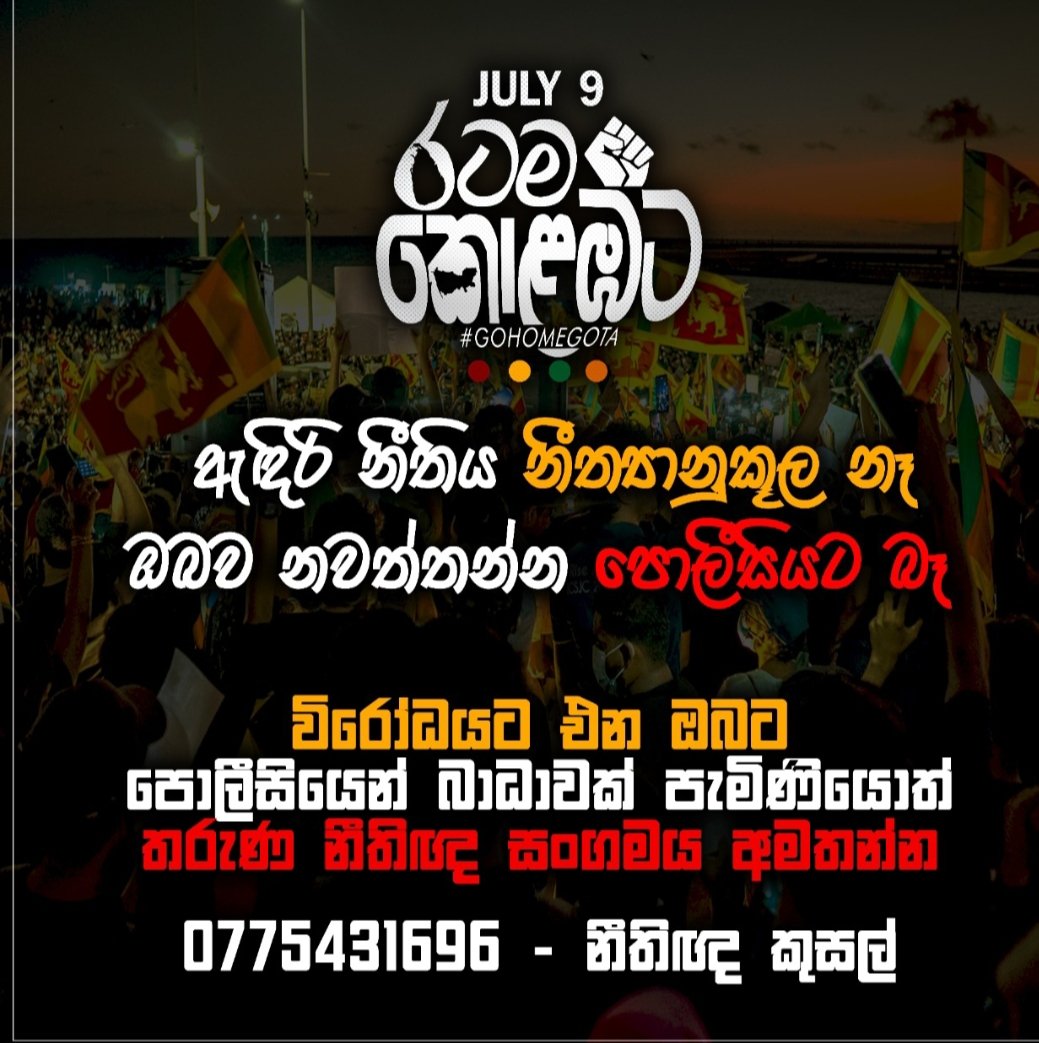 JULY 9
රටම
කොළඹට
#GOHOMEGOTA
ඇඳිරි නීතිය නීත්‍යානුකූල නෑ
ඔබව නවත්තන්න පොලීසියට බෑ
විරෝධයට එන ඔබට
පොලීසියෙන් බාධාවක් පැමිණියොත්
තරුණ නීතිඥ සංගමය අමතන්න
0775431696 - නීතිඥ කුසල්